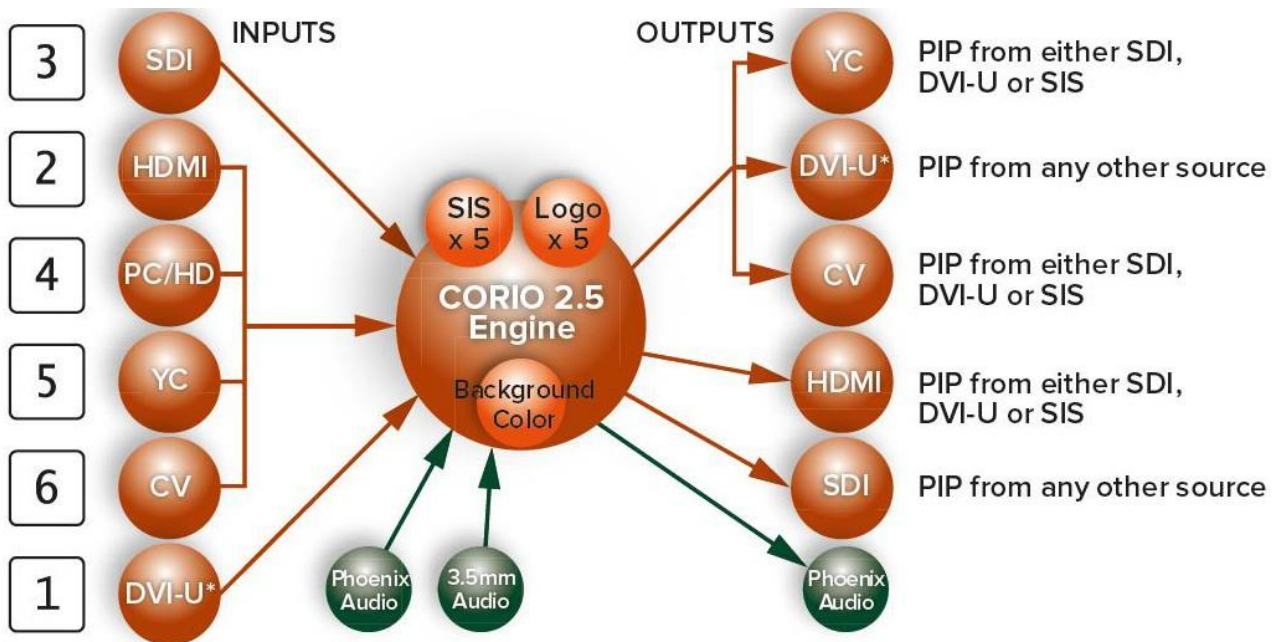 INPUTS
OUTPUTS
3
SDI
2
HDMI
4
PC/HD
5
YC
6
CV
1
DVI-U*
SIS
x 5
Logo
x 5
CORIO 2.5
Engine
Background
Color
Phoenix
Audio
3.5mm
Audio
YC
PIP from either SDI,
DVI-U or SIS
DVI-U*
PIP from any other source
CV
PIP from either SDI,
DVI-U or SIS
HDMI
PIP from either SDI,
DVI-U or SIS
SDI
PIP from any other source
Phoenix
Audio